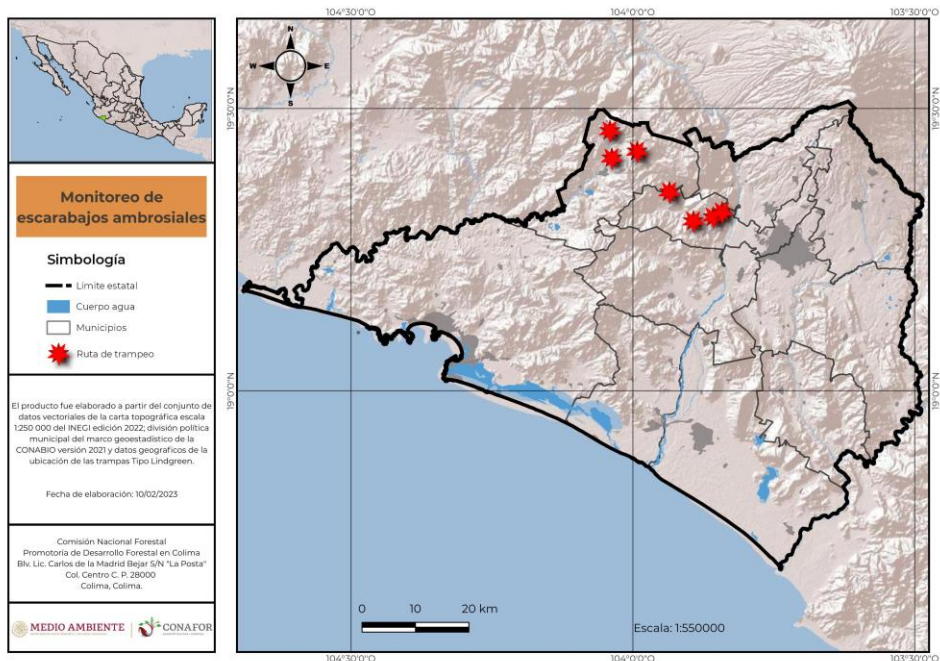 Monitoreo de
escarabajos ambrosiales
Simbología
Límite estatal
Cuerpo agua
Municipios
Ruta de trampeo
El producto fue elaborado a partir del conjunto de
datos vectoriales de la carta topográfica escala
1:250 000 del INEGI edición 2022; división política
municipal del marco geoestadístico de la
CONABIO versión 2021 y datos geograficos de la
ubicación de las trampas Tipo Lindgreen.
Fecha de elaboración: 10/02/2023
Comisión Nacional Forestal
Promotoría de Desarrollo Forestal en Colima
Blv. Lic. Carlos de la Madrid Bejar S/N "La Posta"
Col. Centro C. P. 28000
Colima, Colima.
MEDIO AMBIENTE
CONAFOR
104°30'0"O
104°0'0"O
103°30'0"O
N
W E
S
19°30'0"N
19°30'0"N
19°0'0"N
19°0'0"N
0 10 20 km
Escala: 1:550000
104°30'0"O
104°0'0"O
103°30'0"O